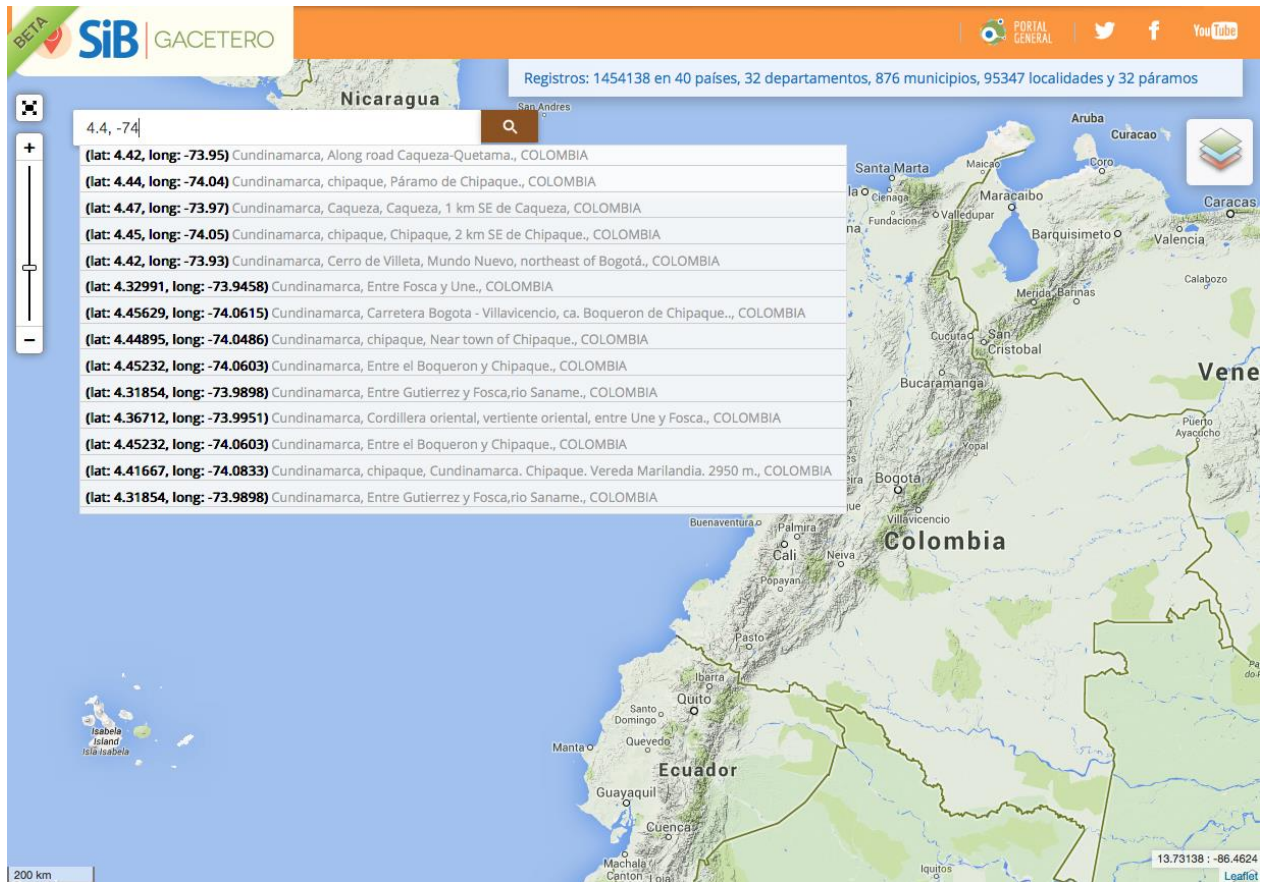 BETA
SiB GACETERO
PORTAL GENERAL
You Tube
Registros: 1454138 en 40 países, 32 departamentos, 876 municipios, 95347 localidades y 32 páramos
Nicaragua
San Andres
4.4, -74
(lat: 4.42, long: -73.95) Cundinamarca, Along road Caqueza-Quetama., COLOMBIA
(lat: 4.44, long: -74.04) Cundinamarca, chipaque, Páramo de Chipaque., COLOMBIA
(lat: 4.47, long: -73.97) Cundinamarca, Caqueza, Caqueza, 1 km SE de Caqueza, COLOMBIA
(lat: 4.45, long: -74.05) Cundinamarca, chipaque, Chipaque, 2 km SE de Chipaque., COLOMBIA
(lat: 4.42, long: -73.93) Cundinamarca, Cerro de Villeta, Mundo Nuevo, northeast of Bogotá., COLOMBIA
(lat: 4.32991, long: -73.9458) Cundinamarca, Entre Fosca y Une., COLOMBIA
(lat: 4.45629, long: -74.0615) Cundinamarca, Carretera Bogota - Villavicencio, ca. Boqueron de Chipaque.., COLOMBIA
(lat: 4.44895, long: -74.0486) Cundinamarca, chipaque, Near town of Chipaque., COLOMBIA
(lat: 4.45232, long: -74.0603) Cundinamarca, Entre el Boqueron y Chipaque., COLOMBIA
(lat: 4.31854, long: -73.9898) Cundinamarca, Entre Gutierrez y Fosca,rio Saname., COLOMBIA
(lat: 4.36712, long: -73.9951) Cundinamarca, Cordillera oriental, vertiente oriental, entre Une y Fosca., COLOMBIA
(lat: 4.45232, long: -74.0603) Cundinamarca, Entre el Boqueron y Chipaque., COLOMBIA
(lat: 4.41667, long: -74.0833) Cundinamarca, chipaque, Cundinamarca. Chipaque. Vereda Marilandia. 2950 m., COLOMBIA
(lat: 4.31854, long: -73.9898) Cundinamarca, Entre Gutierrez y Fosca,rio Saname., COLOMBIA
Aruba
Curacao
Santa Marta
Maicao
Coro
Cienaga
Maracaibo
Caracas
Fundacion
Valledupar
Barquisimeto
Valencia
Calabozo
Merida
Barinas
Cucuta
San Cristobal
Vene
Bucaramanga
Puerto Ayacucho
Yopal
Bogota
Villavicencio
Buenaventura
Palmira
Colombia
Cali
Neiva
Popayan
Pasto
Ibarra
Quito
Santo Domingo
Isabela Island
Isla Isabela
Manta
Quevedo
Ecuador
Guayaquil
Cuenca
Machala
Canton
Loja
Iquitos
13.73138 : -86.4624
200 km
Leaflet